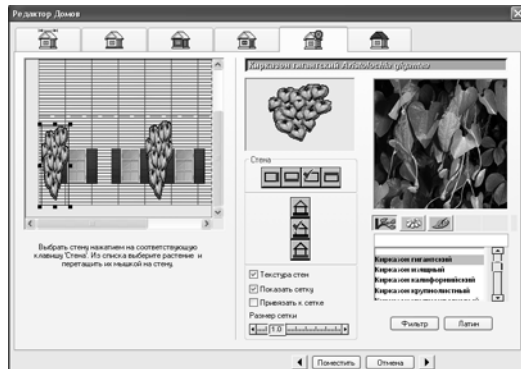 Редактор Домов
Кирказон гигантский Aristolochia gigantea
Стена
Выбрать стену нажатием на соответствующую
клавишу 'Стена'. Из списка выберите растение и
перетащить их мышкой на стену.
Текстура стен
Показать сетку
Привязать к сетке
Размер сетки
1.0
Кирказон гигантский
Кирказон изящный
Кирказон калифорнийский
Кирказон крупнолистный
Фильтр
Латин
Поместить
Отмена